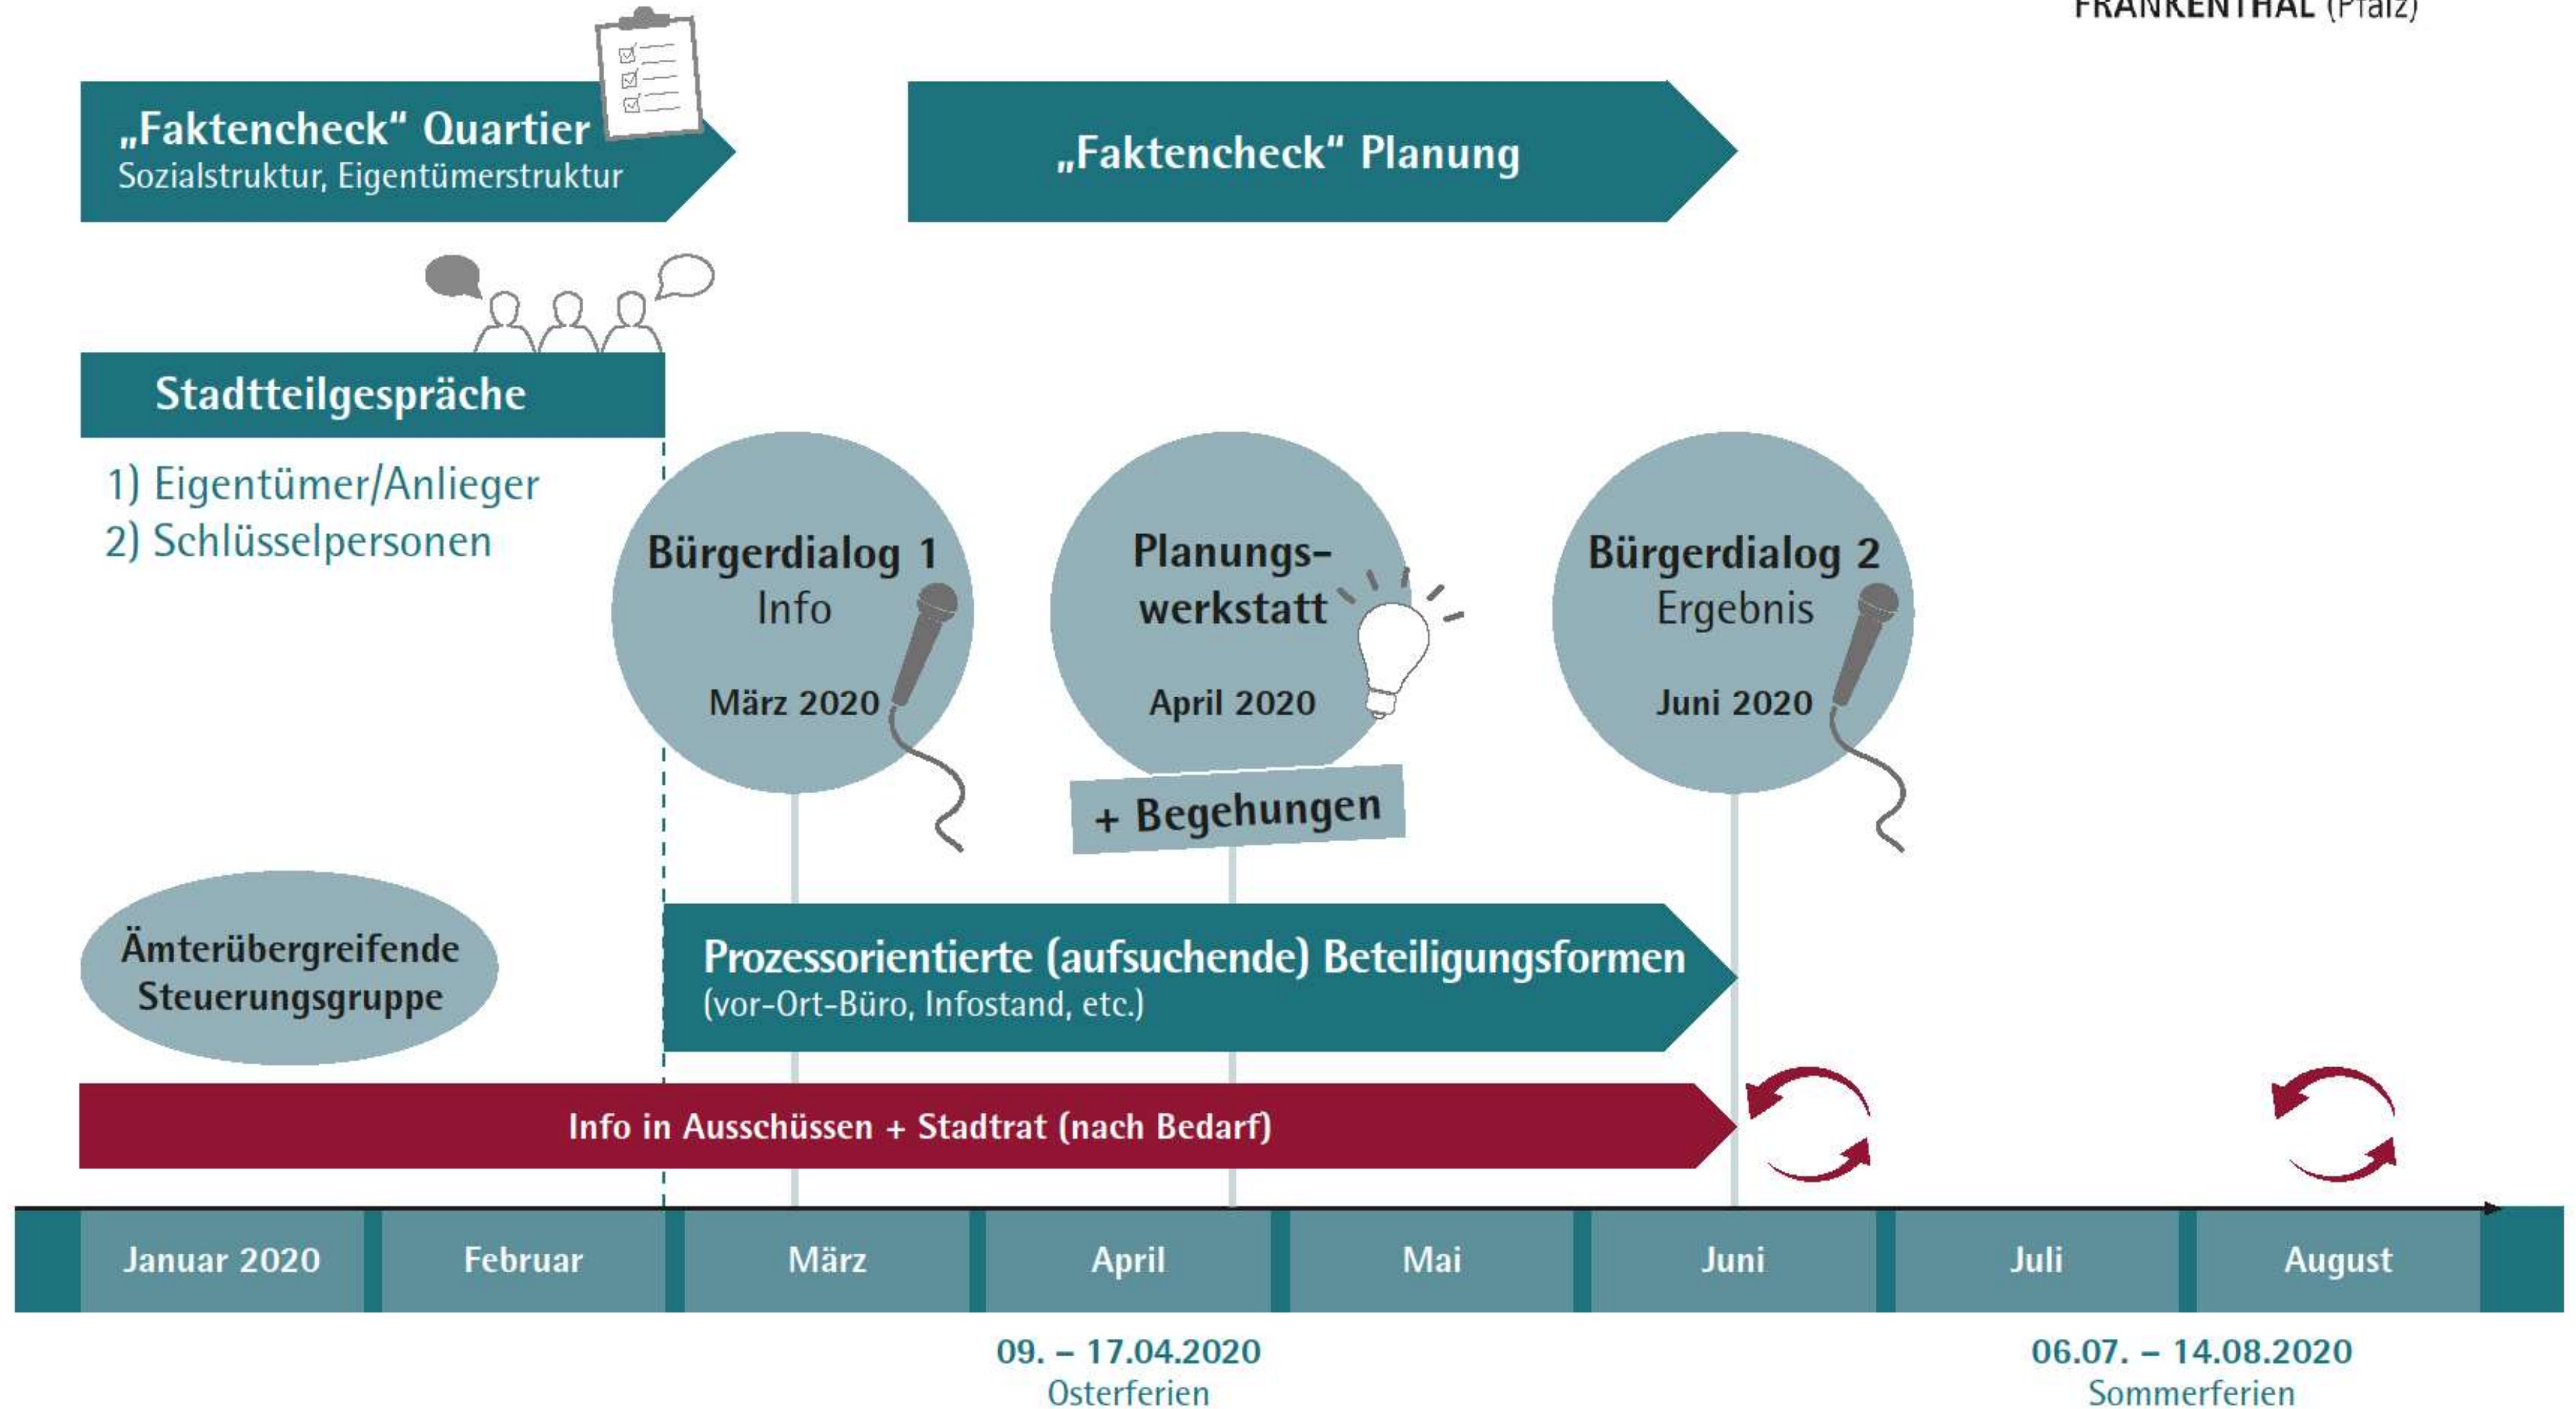 FRANKENTHAL (Pfalz)
„Faktencheck“ Quartier
Sozialstruktur, Eigentümerstruktur
„Faktencheck“ Planung
Stadtteilgespräche
1) Eigentümer/Anlieger
2) Schlüsselpersonen
Bürgerdialog 1
Info
März 2020
Planungs-
werkstatt
April 2020
+ Begehungen
Bürgerdialog 2
Ergebnis
Juni 2020
Ämterübergreifende
Steuerungsgruppe
Prozessorientierte (aufsuchende) Beteiligungsformen
(vor-Ort-Büro, Infostand, etc.)
Info in Ausschüssen + Stadtrat (nach Bedarf)
Januar 2020 Februar März April Mai Juni Juli August
09. – 17.04.2020
Osterferien
06.07. – 14.08.2020
Sommerferien